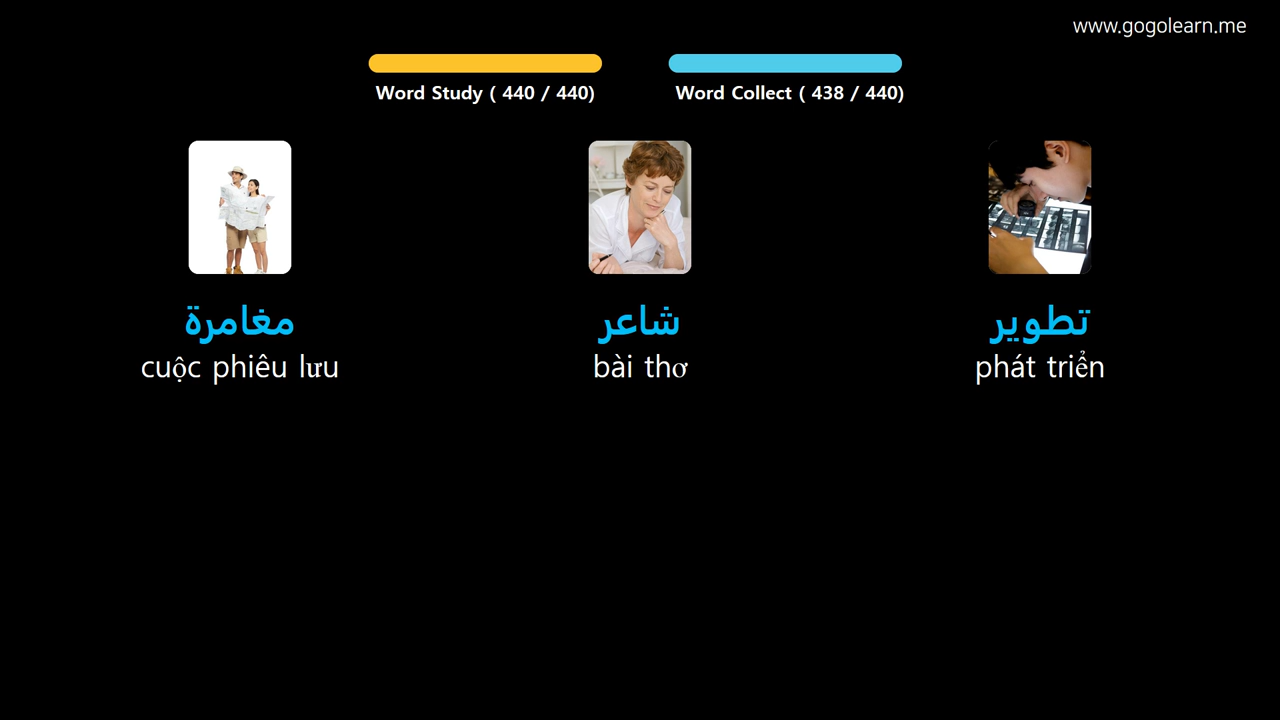 www.gogolearn.me
Word Study ( 440 / 440)
Word Collect ( 438 / 440)
مغامرة
cuộc phiêu lưu
شاعر
bài thơ
تطوير
phát triển